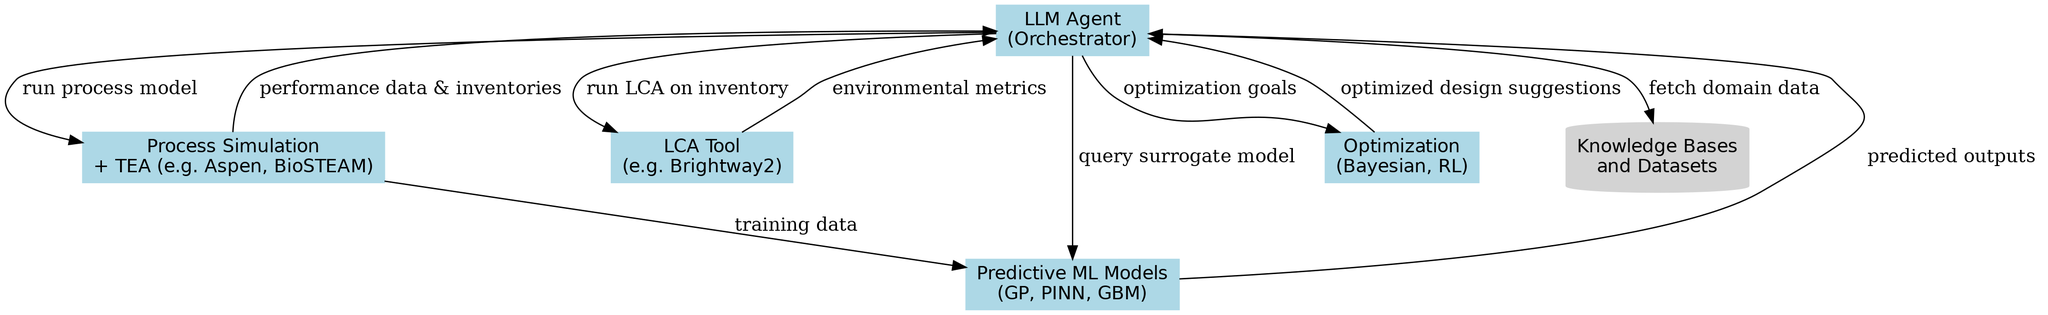 LLM Agent
(Orchestrator)
run process model
performance data & inventories
run LCA on inventory
environmental metrics
optimization goals
optimized design suggestions
fetch domain data
Process Simulation
+ TEA (e.g. Aspen, BioSTEAM)
LCA Tool
(e.g. Brightway2)
query surrogate model
Optimization
(Bayesian, RL)
Knowledge Bases
and Datasets
predicted outputs
training data
Predictive ML Models
(GP, PINN, GBM)